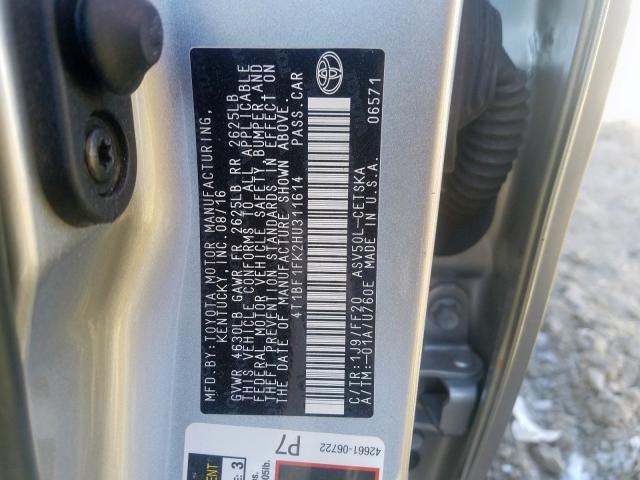 MFD.BY:TOYOTA MOTOR MANUFACTURING,
KENTUCKY, INC. 08/16
GVWR 4630LB GAWR FR 2625LB RR 2625LB
THIS VEHICLE CONFORMS TO ALL APPLICABLE
FEDERAL MOTOR VEHICLE SAFETY, BUMPER AND
THEFT PREVENTION STANDARDS IN EFFECT ON
THE DATE OF MANUFACTURE SHOWN ABOVE.
4T1BF1FK2HU311614 PASS.CAR
C/TR:1J9/FF20 ASV50L-CETSKA
A/TM:-01A/U760E MADE IN U.S.A.
06571
42661-06722
P7
3